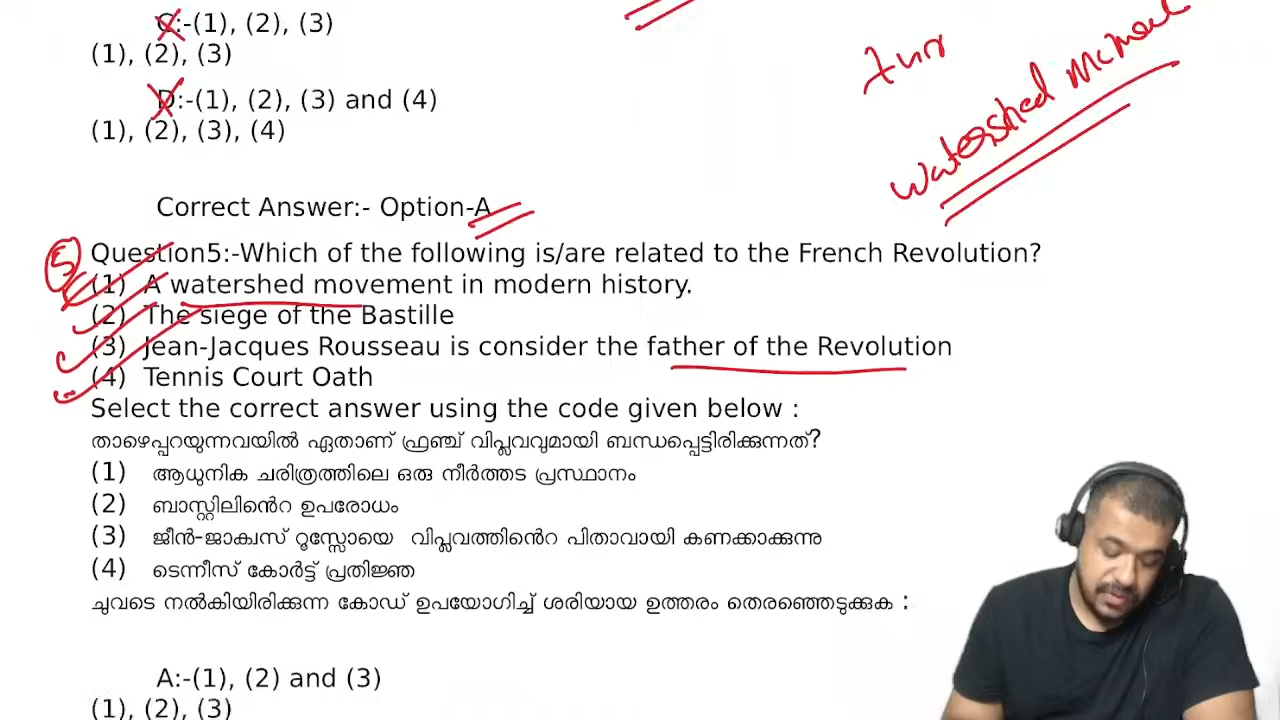 C:-(1), (2), (3)
(1), (2), (3)
D:-(1), (2), (3) and (4)
(1), (2), (3), (4)
watershed Moment
Correct Answer:- Option-A
5
Question5:-Which of the following is/are related to the French Revolution?
(1) A watershed movement in modern history.
(2) The siege of the Bastille
(3) Jean-Jacques Rousseau is consider the father of the Revolution
(4) Tennis Court Oath
Select the correct answer using the code given below :
താഴെപ്പറയുന്നവയിൽ ഏതാണ് ഫ്രഞ്ച് വിപ്ലവവുമായി ബന്ധപ്പെട്ടിരിക്കുന്നത്?
(1) ആധുനിക ചരിത്രത്തിലെ ഒരു നീർത്തട പ്രസ്ഥാനം
(2) ബാസ്റ്റിലിൻെറ ഉപരോധം
(3) ജീൻ-ജാക്വസ് റൂസ്സോയെ വിപ്ലവത്തിൻെറ പിതാവായി കണക്കാക്കുന്നു
(4) ടെന്നീസ് കോർട്ട് പ്രതിജ്ഞ
ചുവടെ നൽകിയിരിക്കുന്ന കോഡ് ഉപയോഗിച്ച് ശരിയായ ഉത്തരം തെരഞ്ഞെടുക്കുക :
A:-(1), (2) and (3)
(1), (2), (3)